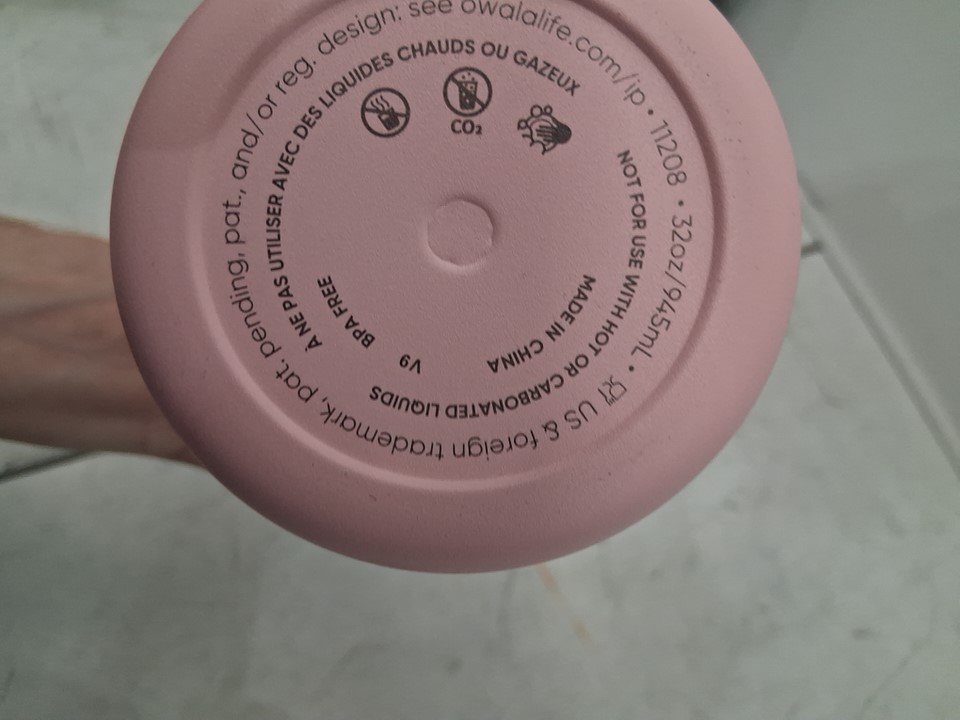 US & foreign trademark, pat. pending, pat., and/or reg. design: see owalalife.com/ip • 11208 • 32oz/945mL •
À NE PAS UTILISER AVEC DES LIQUIDES CHAUDS OU GAZEUX
NOT FOR USE WITH HOT OR CARBONATED LIQUIDS
CO₂
BPA FREE
V9
MADE IN CHINA